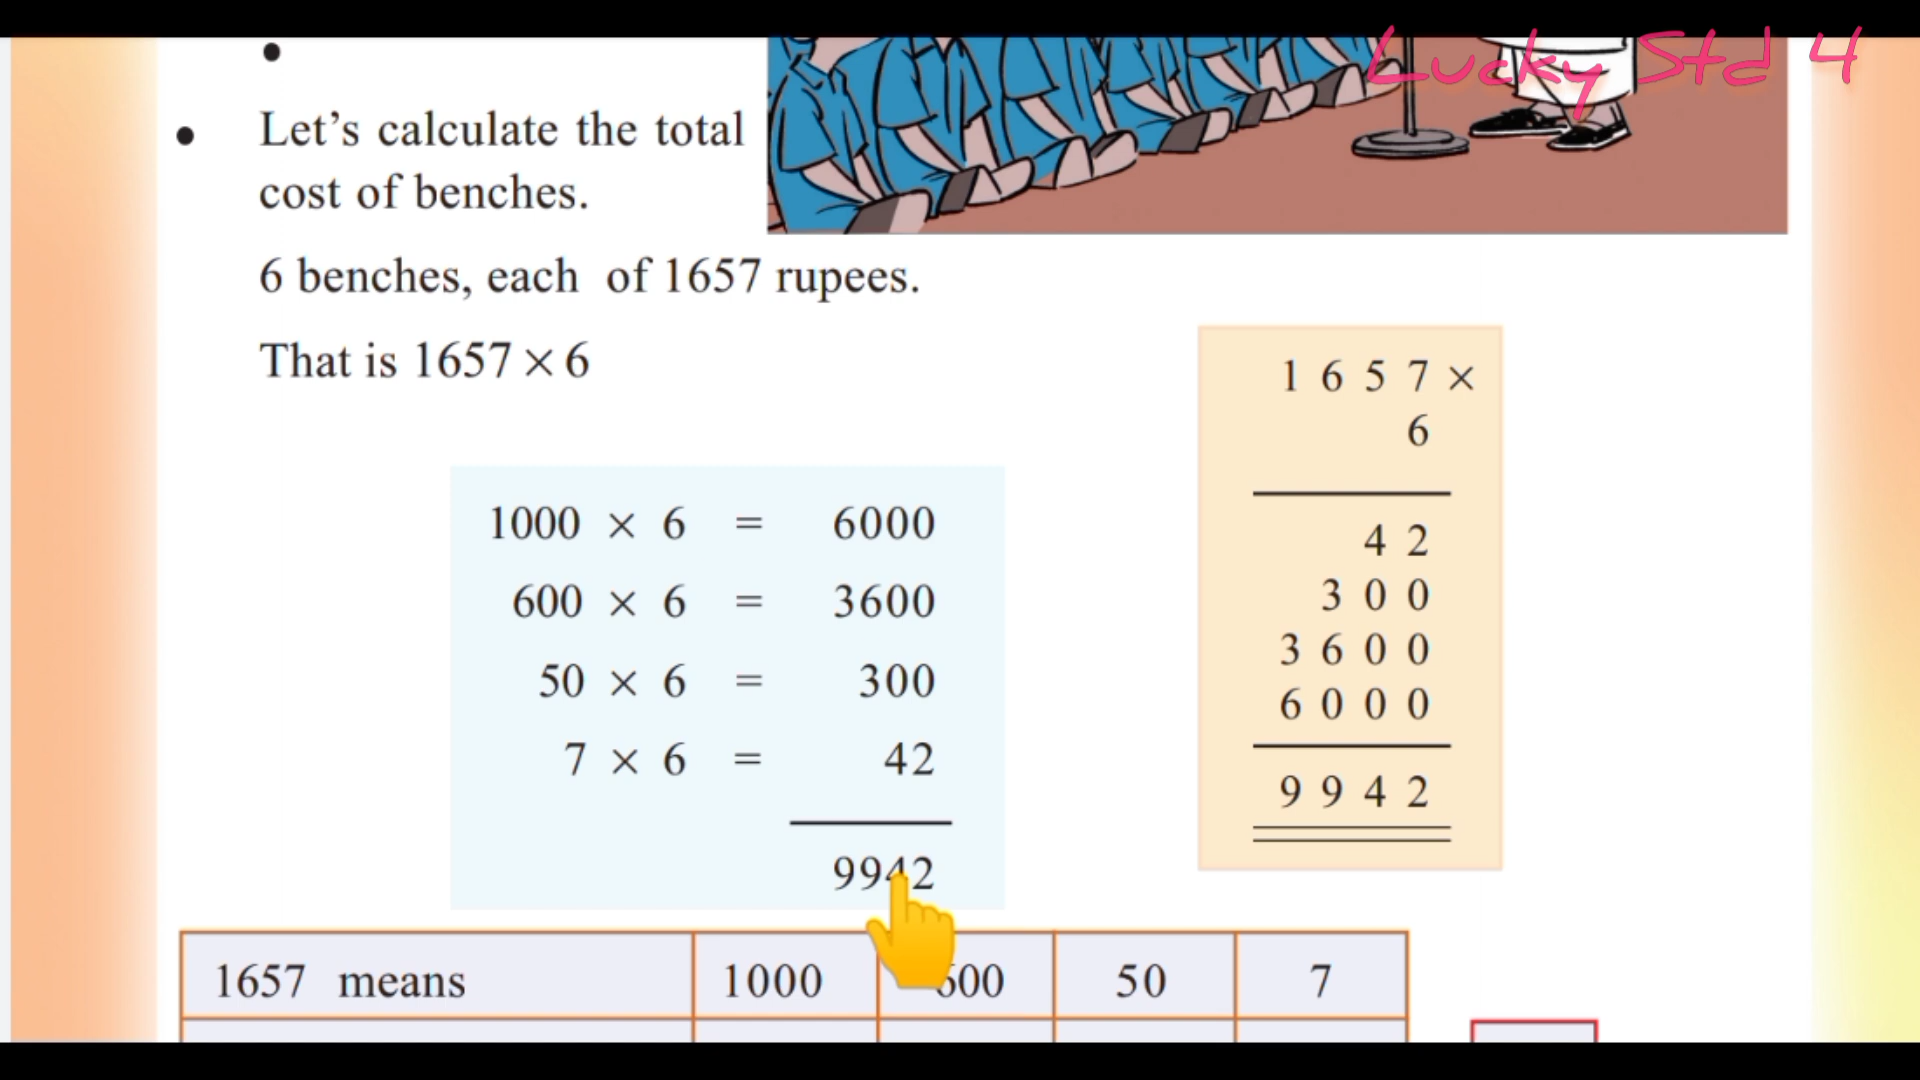 Lucky Std 4
• Let’s calculate the total
cost of benches.
6 benches, each of 1657 rupees.
That is 1657 × 6
1000 × 6 = 6000
600 × 6 = 3600
50 × 6 = 300
7 × 6 = 42
9942
1 6 5 7 ×
6
4 2
3 0 0
3 6 0 0
6 0 0 0
9 9 4 2
1657 means 1000 600 50 7